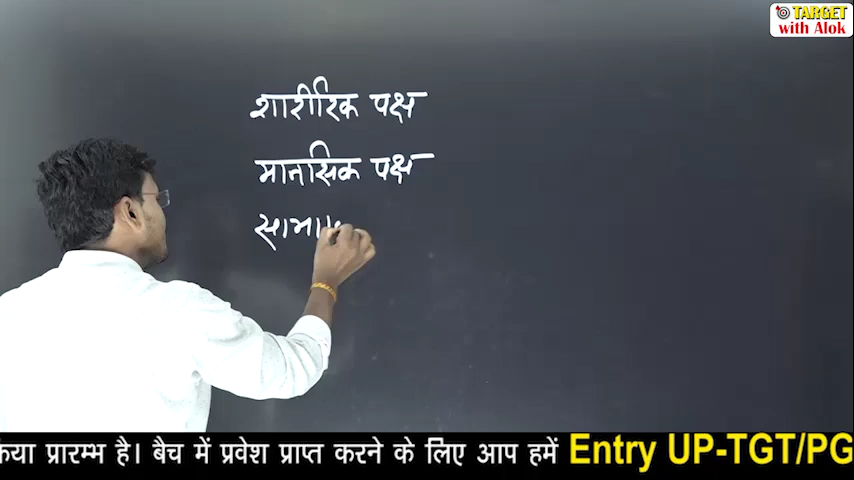 TARGET
with Alok
शारीरिक पक्ष
मानसिक पक्ष
सामा
किया प्रारम्भ है। बैच में प्रवेश प्राप्त करने के लिए आप हमें Entry UP-TGT/PG